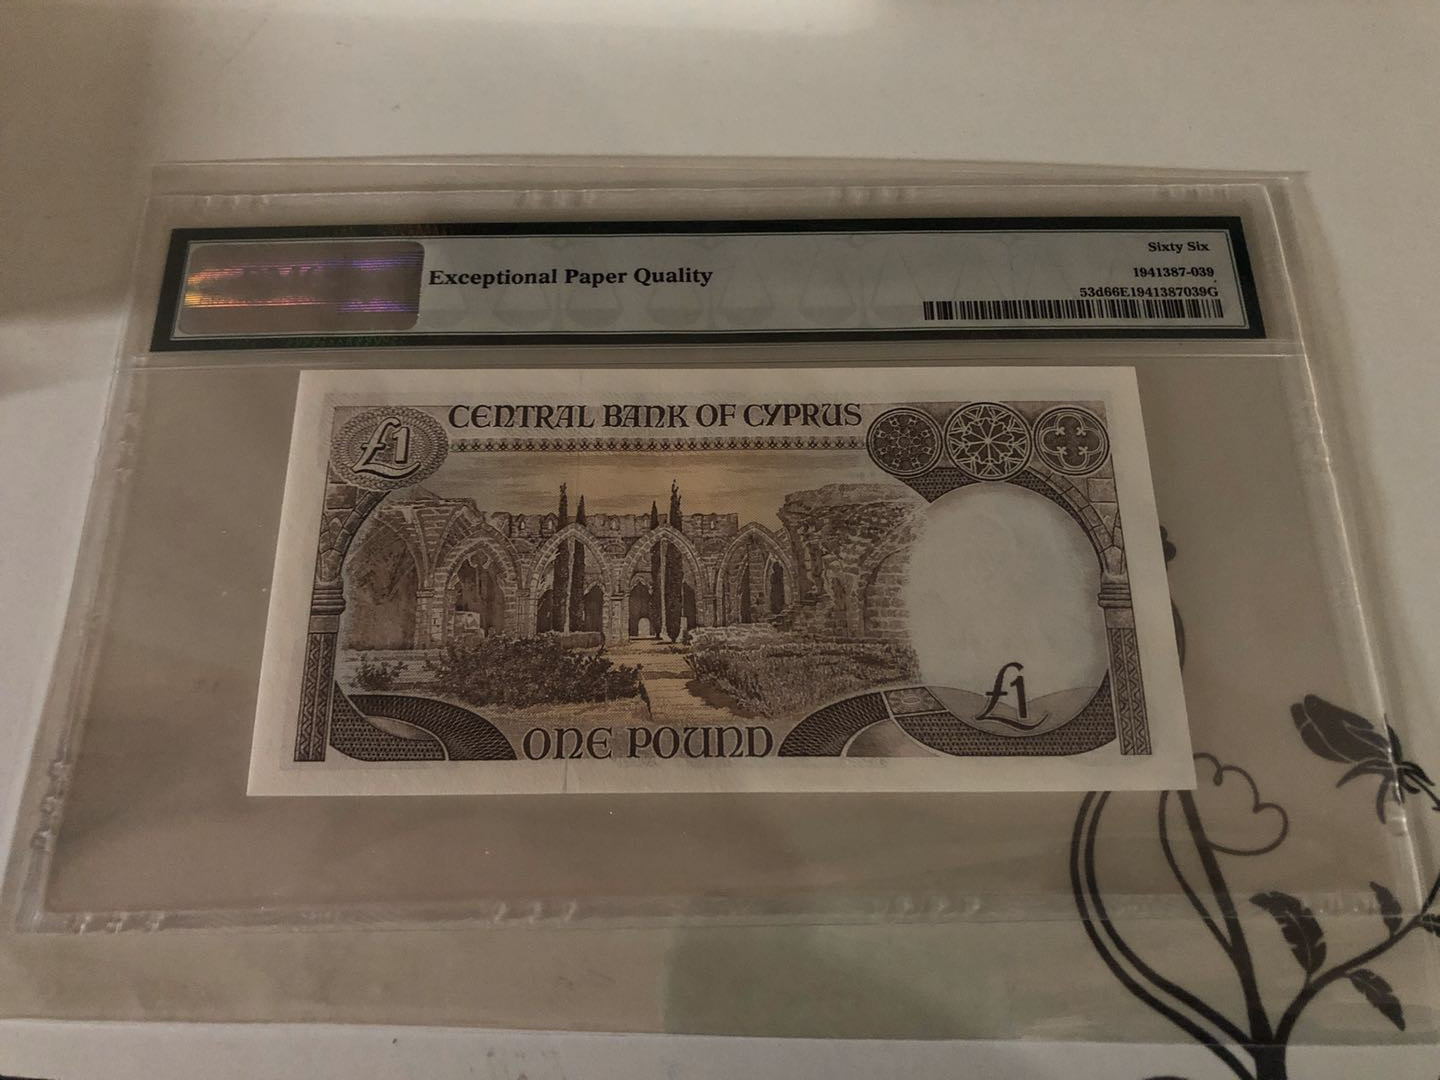 Exceptional Paper Quality
Sixty Six
1941387-039
53d66E1941387039G
£1
CENTRAL BANK OF CYPRUS
£1
ONE POUND